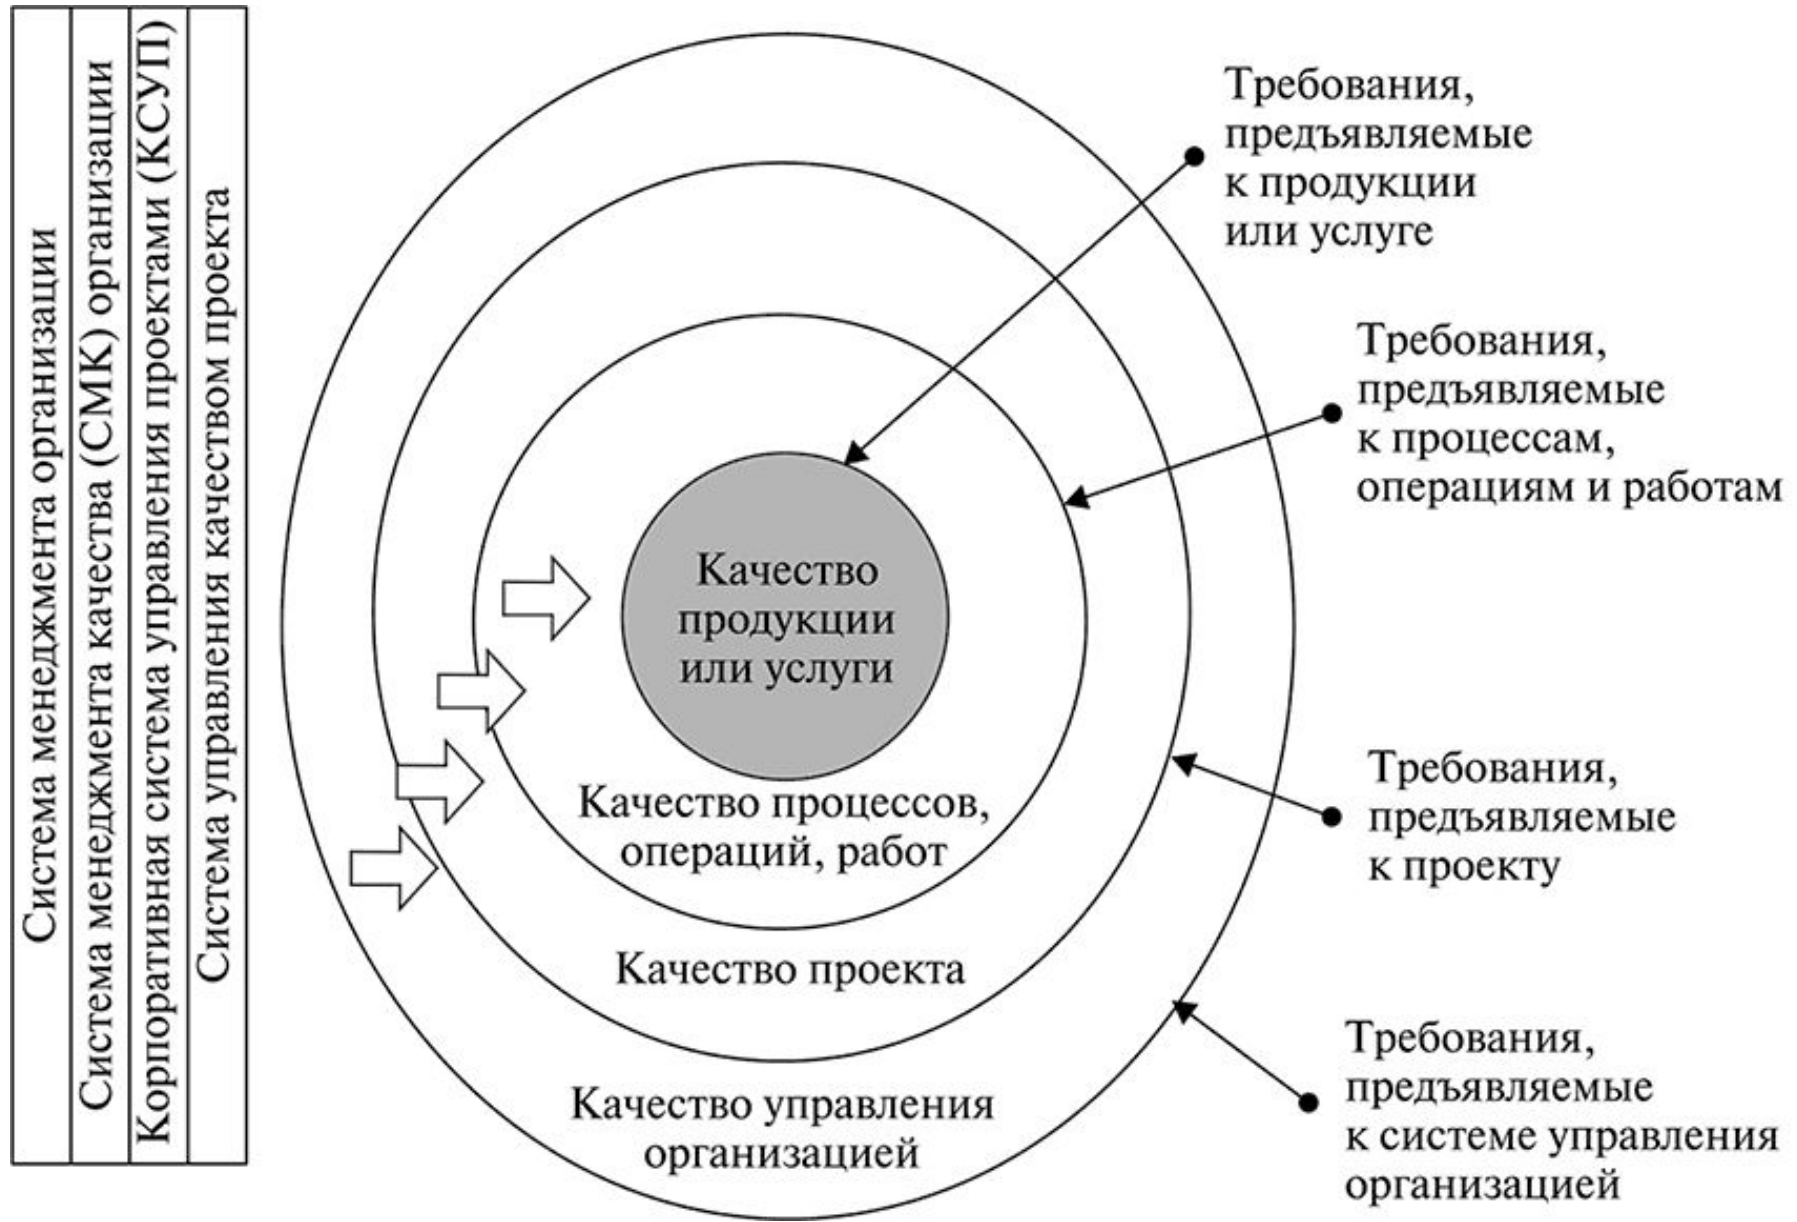 Система менеджмента организации
Система менеджмента качества (СМК) организации
Корпоративная система управления проектами (КСУП)
Система управления качеством проекта
Требования,
предъявляемые
к продукции
или услуге
Требования,
предъявляемые
к процессам,
операциям и работам
Качество
продукции
или услуги
Качество процессов,
операций, работ
Требования,
предъявляемые
к проекту
Качество проекта
Требования,
предъявляемые
к системе управления
организацией
Качество управления
организацией